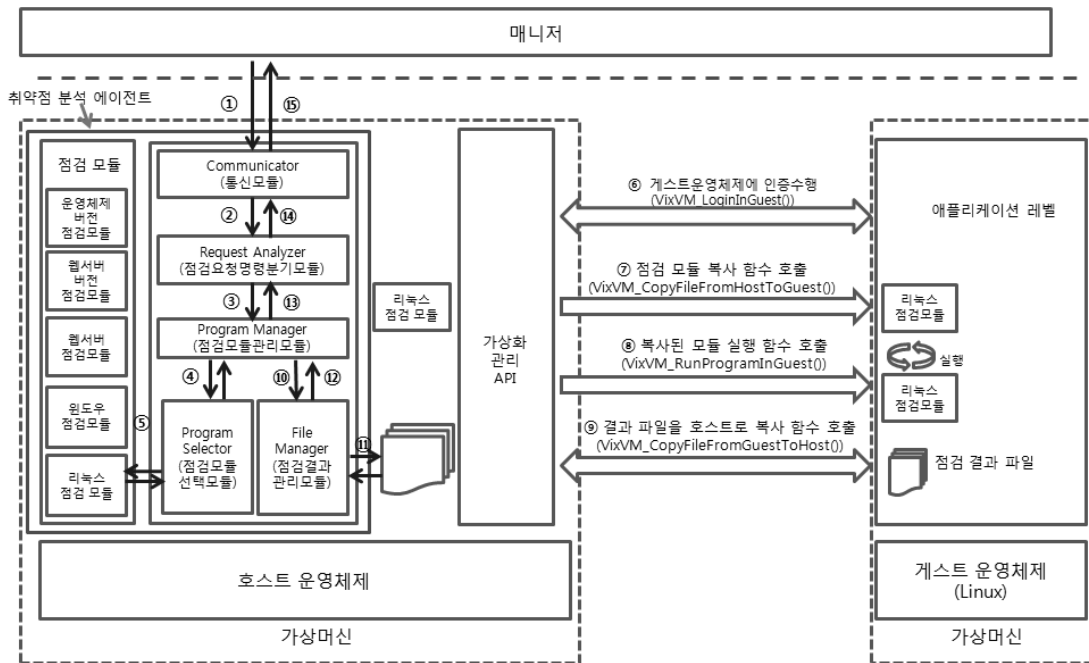 매니저
취약점 분석 에이전트
①
⑮
점검 모듈
운영체제
버전
점검모듈
웹서버
버전
점검모듈
웹서버
점검모듈
윈도우
점검모듈
리눅스
점검 모듈
Communicator
(통신모듈)
②
⑭
Request Analyzer
(점검요청명령분기모듈)
③
⑬
Program Manager
(점검모듈관리모듈)
④
⑩
⑫
⑤
Program
Selector
(점검모듈
선택모듈)
File
Manager
(점검결과
관리모듈)
⑪
리눅스
점검 모듈
가상화
관리
API
호스트 운영체제
가상머신
⑥ 게스트운영체제에 인증수행
(VixVM_LoginInGuest())
⑦ 점검 모듈 복사 함수 호출
(VixVM_CopyFileFromHostToGuest())
⑧ 복사된 모듈 실행 함수 호출
(VixVM_RunProgramInGuest())
⑨ 결과 파일을 호스트로 복사 함수 호출
(VixVM_CopyFileFromGuestToHost())
애플리케이션 레벨
리눅스
점검모듈
실행
리눅스
점검모듈
점검 결과 파일
게스트 운영체제
(Linux)
가상머신